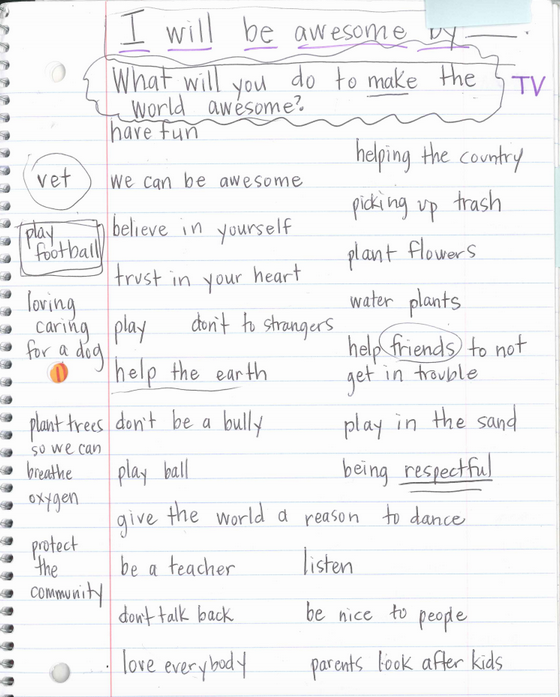 I will be awesome by ___.
What will you do to make the
world awesome?
TV
have fun
helping the country
vet
we can be awesome
picking up trash
play
football
believe in yourself
plant flowers
trust in your heart
water plants
loving
caring
for a dog
play
don't to strangers
help friends to not
get in trouble
help the earth
plant trees
so we can
breathe
oxygen
don't be a bully
play in the sand
play ball
being respectful
give the world a reason to dance
protect
the
community
be a teacher
listen
don't talk back
be nice to people
love everybody
parents look after kids